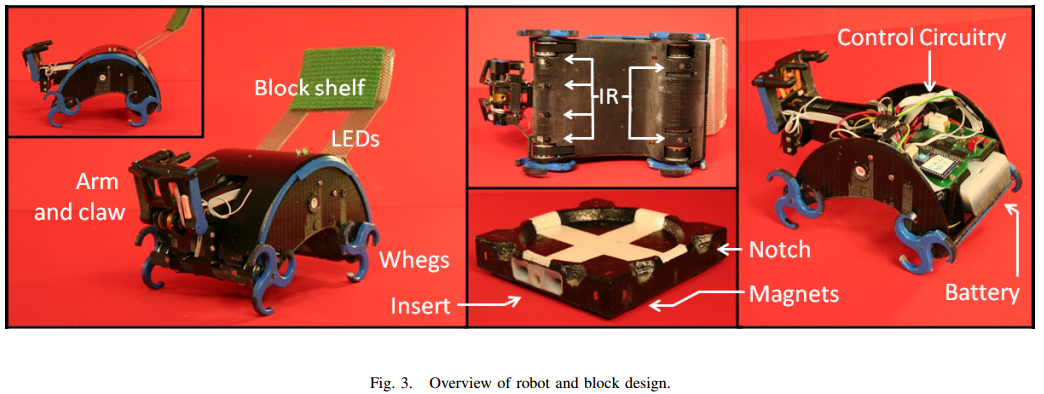 Block shelf
LEDs
Arm
and claw
Whegs
Insert
IR
Notch
Magnets
Control Circuitry
Battery
Fig. 3. Overview of robot and block design.